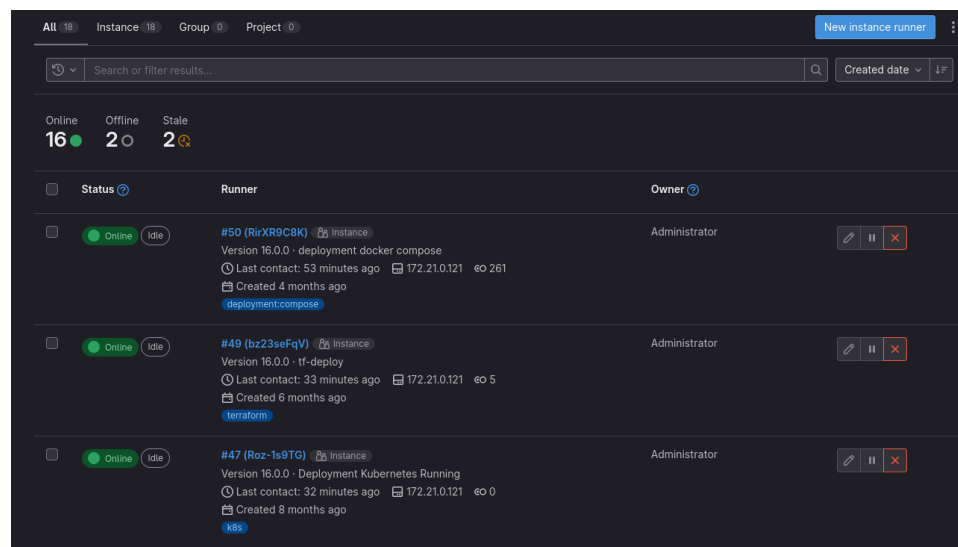 All 18 Instance 18 Group 0 Project 0 New instance runner
Search or filter results... Created date
Online Offline Stale
16 2 2
Status Runner Owner
Online Idle #50 (RirXR9C8K) Instance Administrator
Version 16.0.0 · deployment docker compose
Last contact: 53 minutes ago 172.21.0.121 261
Created 4 months ago
deployment:compose
Online Idle #49 (bz23seFqV) Instance Administrator
Version 16.0.0 · tf-deploy
Last contact: 33 minutes ago 172.21.0.121 5
Created 6 months ago
terraform
Online Idle #47 (Roz-1s9TG) Instance Administrator
Version 16.0.0 · Deployment Kubernetes Running
Last contact: 32 minutes ago 172.21.0.121 0
Created 8 months ago
k8s